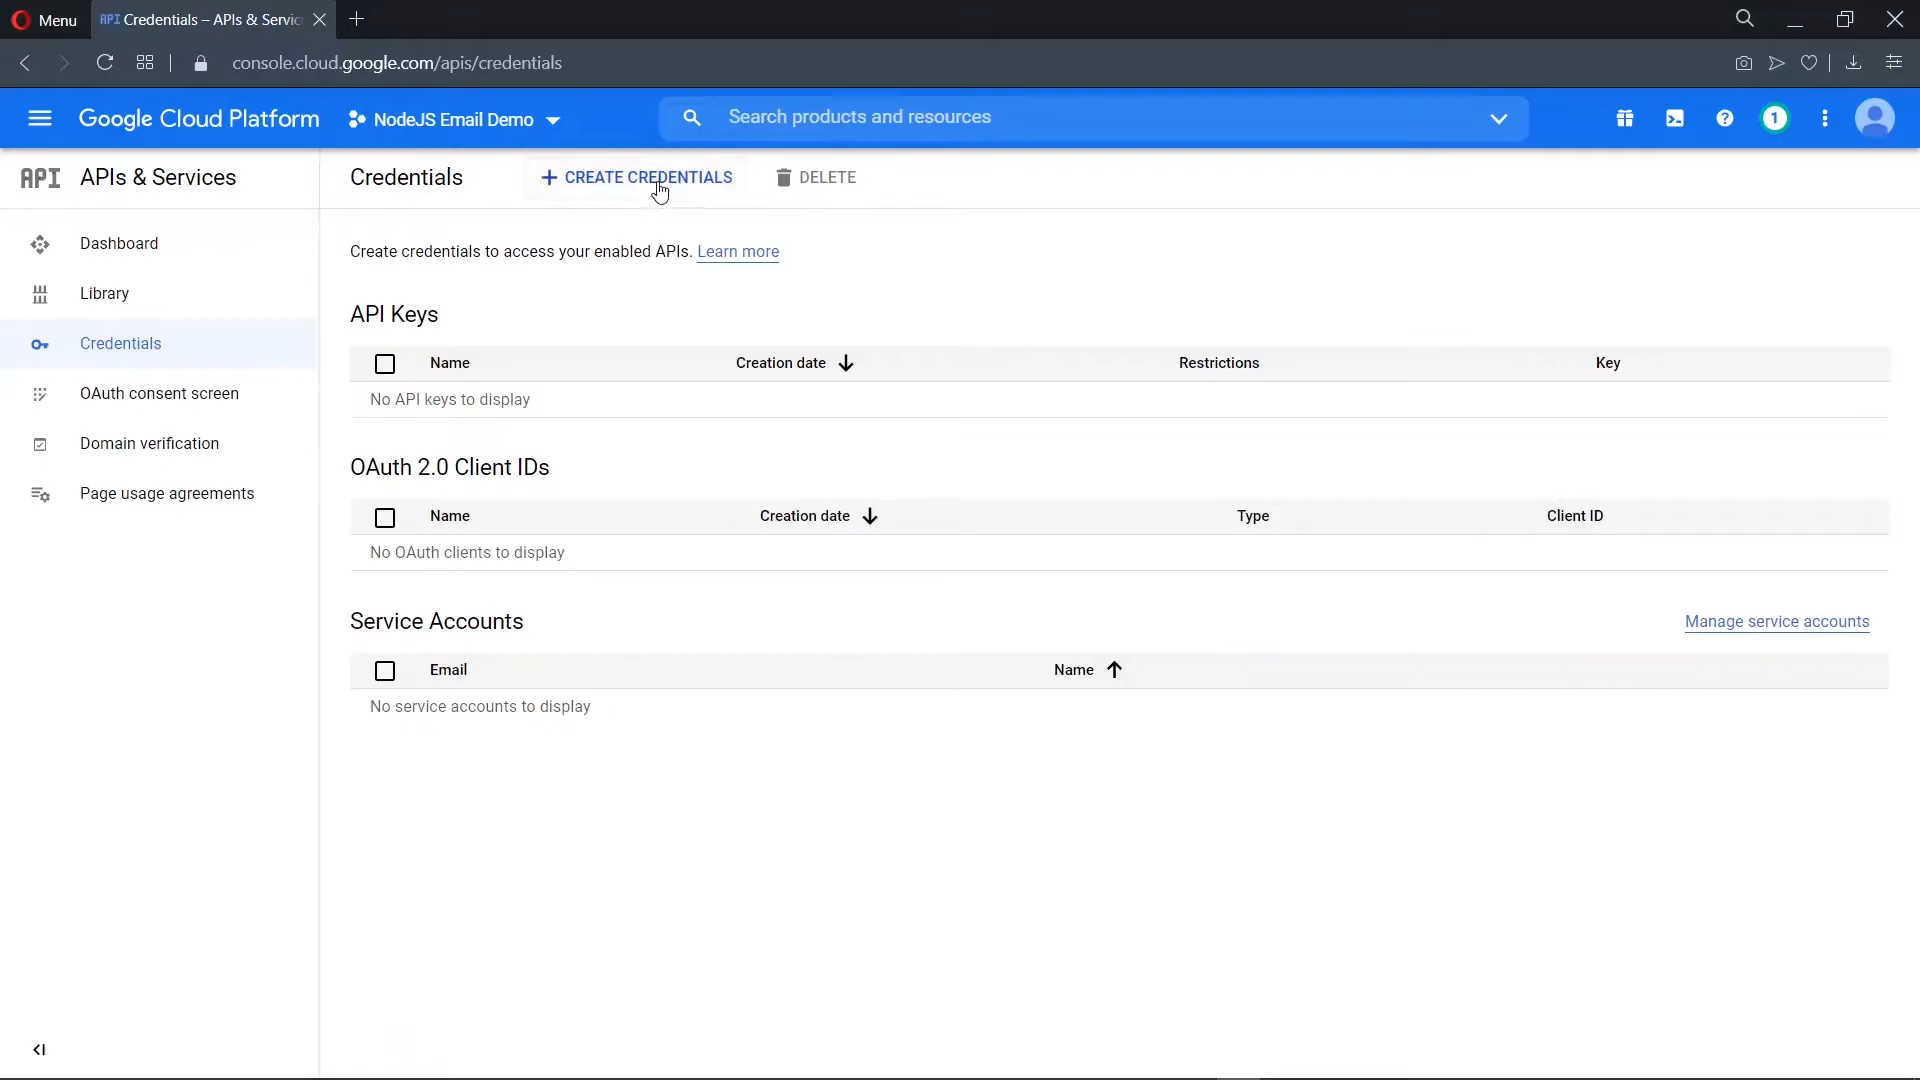 Menu
API Credentials – APIs & Servic
console.cloud.google.com/apis/credentials
Google Cloud Platform
NodeJS Email Demo
Search products and resources
1
API APIs & Services
Credentials
CREATE CREDENTIALS
DELETE
Dashboard
Library
Credentials
OAuth consent screen
Domain verification
Page usage agreements
Create credentials to access your enabled APIs. Learn more
API Keys
Name Creation date Restrictions Key
No API keys to display
OAuth 2.0 Client IDs
Name Creation date Type Client ID
No OAuth clients to display
Service Accounts
Manage service accounts
Email Name
No service accounts to display